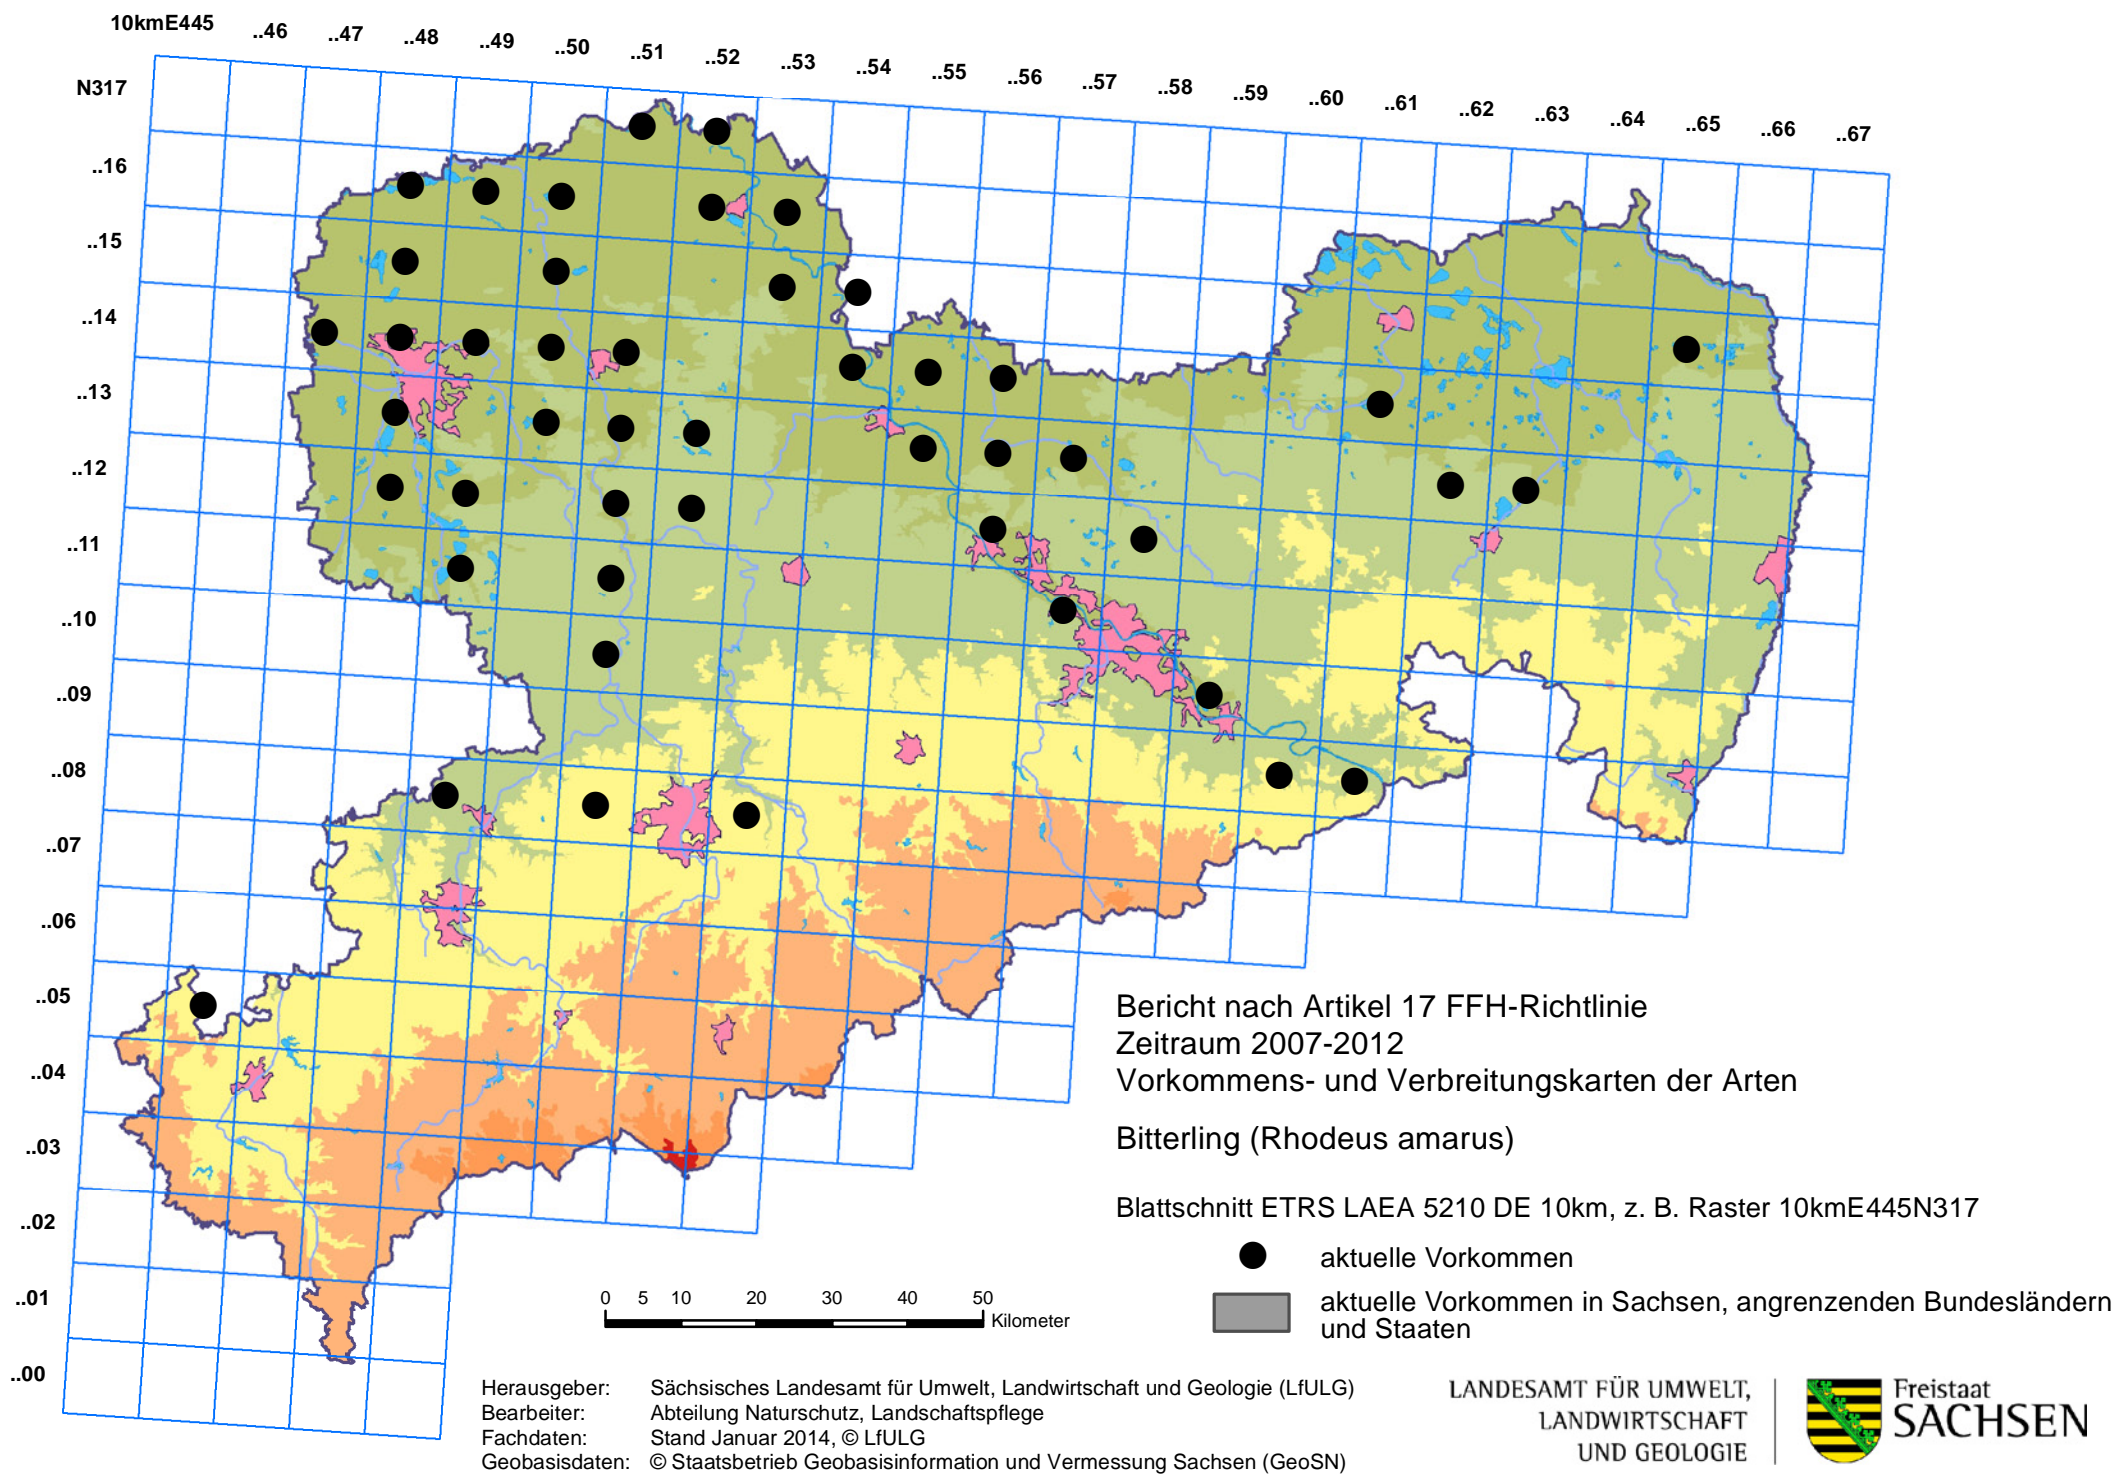 10kmE445 ..46 ..47 ..48 ..49 ..50 ..51 ..52 ..53 ..54 ..55 ..56 ..57 ..58 ..59 ..60 ..61 ..62 ..63 ..64 ..65 ..66 ..67
N317
..16
..15
..14
..13
..12
..11
..10
..09
..08
..07
..06
..05
..04
..03
..02
..01
..00
Bericht nach Artikel 17 FFH-Richtlinie
Zeitraum 2007-2012
Vorkommens- und Verbreitungskarten der Arten
Bitterling (Rhodeus amarus)
Blattschnitt ETRS LAEA 5210 DE 10km, z. B. Raster 10kmE445N317
aktuelle Vorkommen
aktuelle Vorkommen in Sachsen, angrenzenden Bundesländern
und Staaten
0 5 10 20 30 40 50
Kilometer
Herausgeber: Sächsisches Landesamt für Umwelt, Landwirtschaft und Geologie (LfULG)
Bearbeiter: Abteilung Naturschutz, Landschaftspflege
Fachdaten: Stand Januar 2014, © LfULG
Geobasisdaten: © Staatsbetrieb Geobasisinformation und Vermessung Sachsen (GeoSN)
LANDESAMT FÜR UMWELT,
LANDWIRTSCHAFT
UND GEOLOGIE
Freistaat
SACHSEN